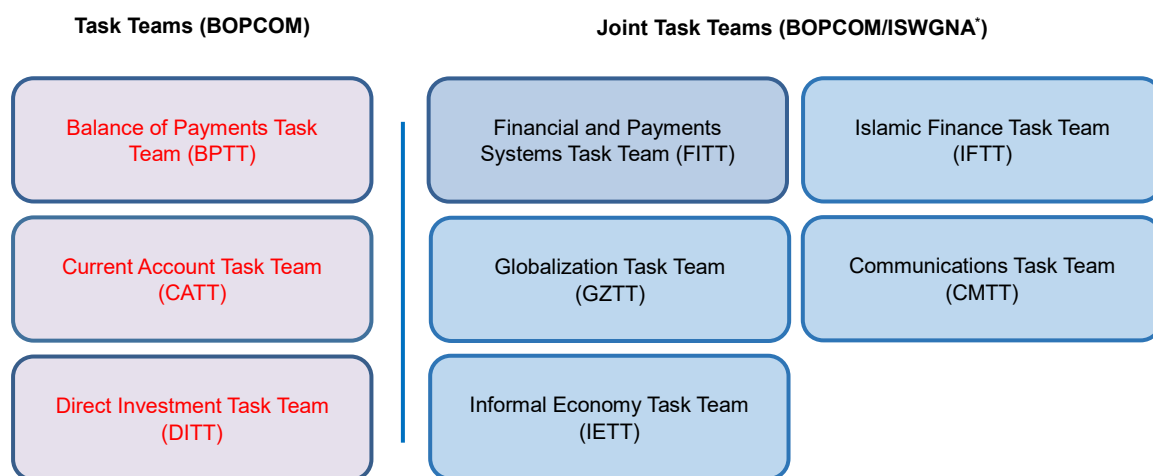 Task Teams (BOPCOM)
Joint Task Teams (BOPCOM/ISWGNA*)
Balance of Payments Task
Team (BPTT)
Financial and Payments
Systems Task Team (FITT)
Islamic Finance Task Team
(IFTT)
Current Account Task Team
(CATT)
Globalization Task Team
(GZTT)
Communications Task Team
(CMTT)
Direct Investment Task Team
(DITT)
Informal Economy Task Team
(IETT)